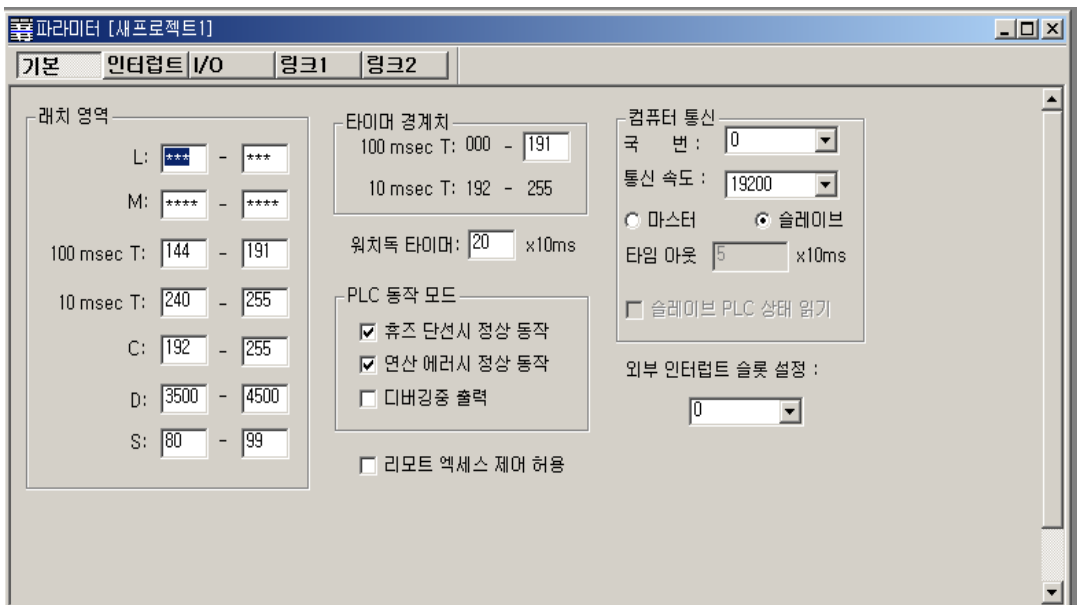 파라미터 [새프로젝트1]
기본 인터럽트 I/O 링크1 링크2
래치 영역
L: *** - ***
M: **** - ****
100 msec T: 144 - 191
10 msec T: 240 - 255
C: 192 - 255
D: 3500 - 4500
S: 80 - 99
타이머 경계치
100 msec T: 000 - 191
10 msec T: 192 - 255
워치독 타이머: 20 x10ms
PLC 동작 모드
휴즈 단선시 정상 동작
연산 에러시 정상 동작
디버깅중 출력
리모트 엑세스 제어 허용
컴퓨터 통신
국 번 : 0
통신 속도 : 19200
마스터 슬레이브
타임 아웃 5 x10ms
슬레이브 PLC 상태 읽기
외부 인터럽트 슬롯 설정 :
0